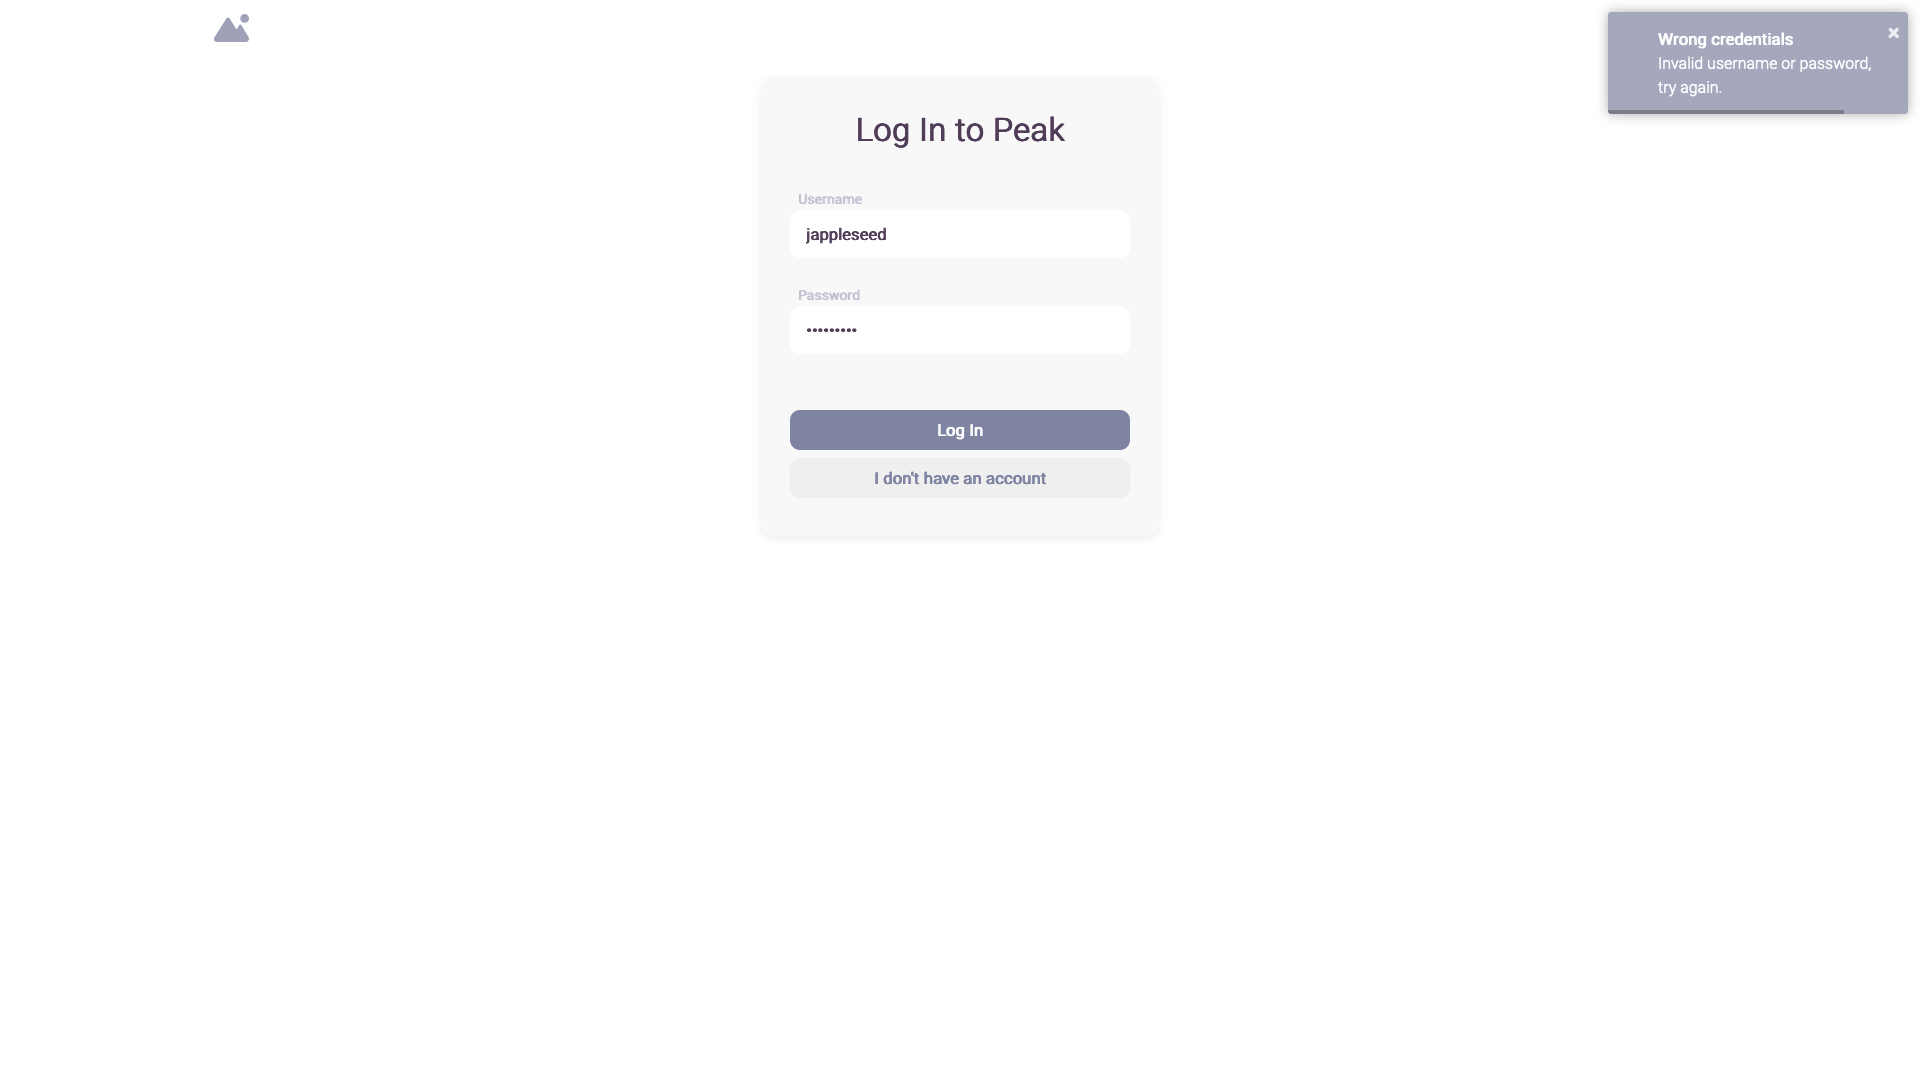 Wrong credentials
Invalid username or password,
try again.
Log In to Peak
Username
jappleseed
Password
•••••••••
Log In
I don't have an account